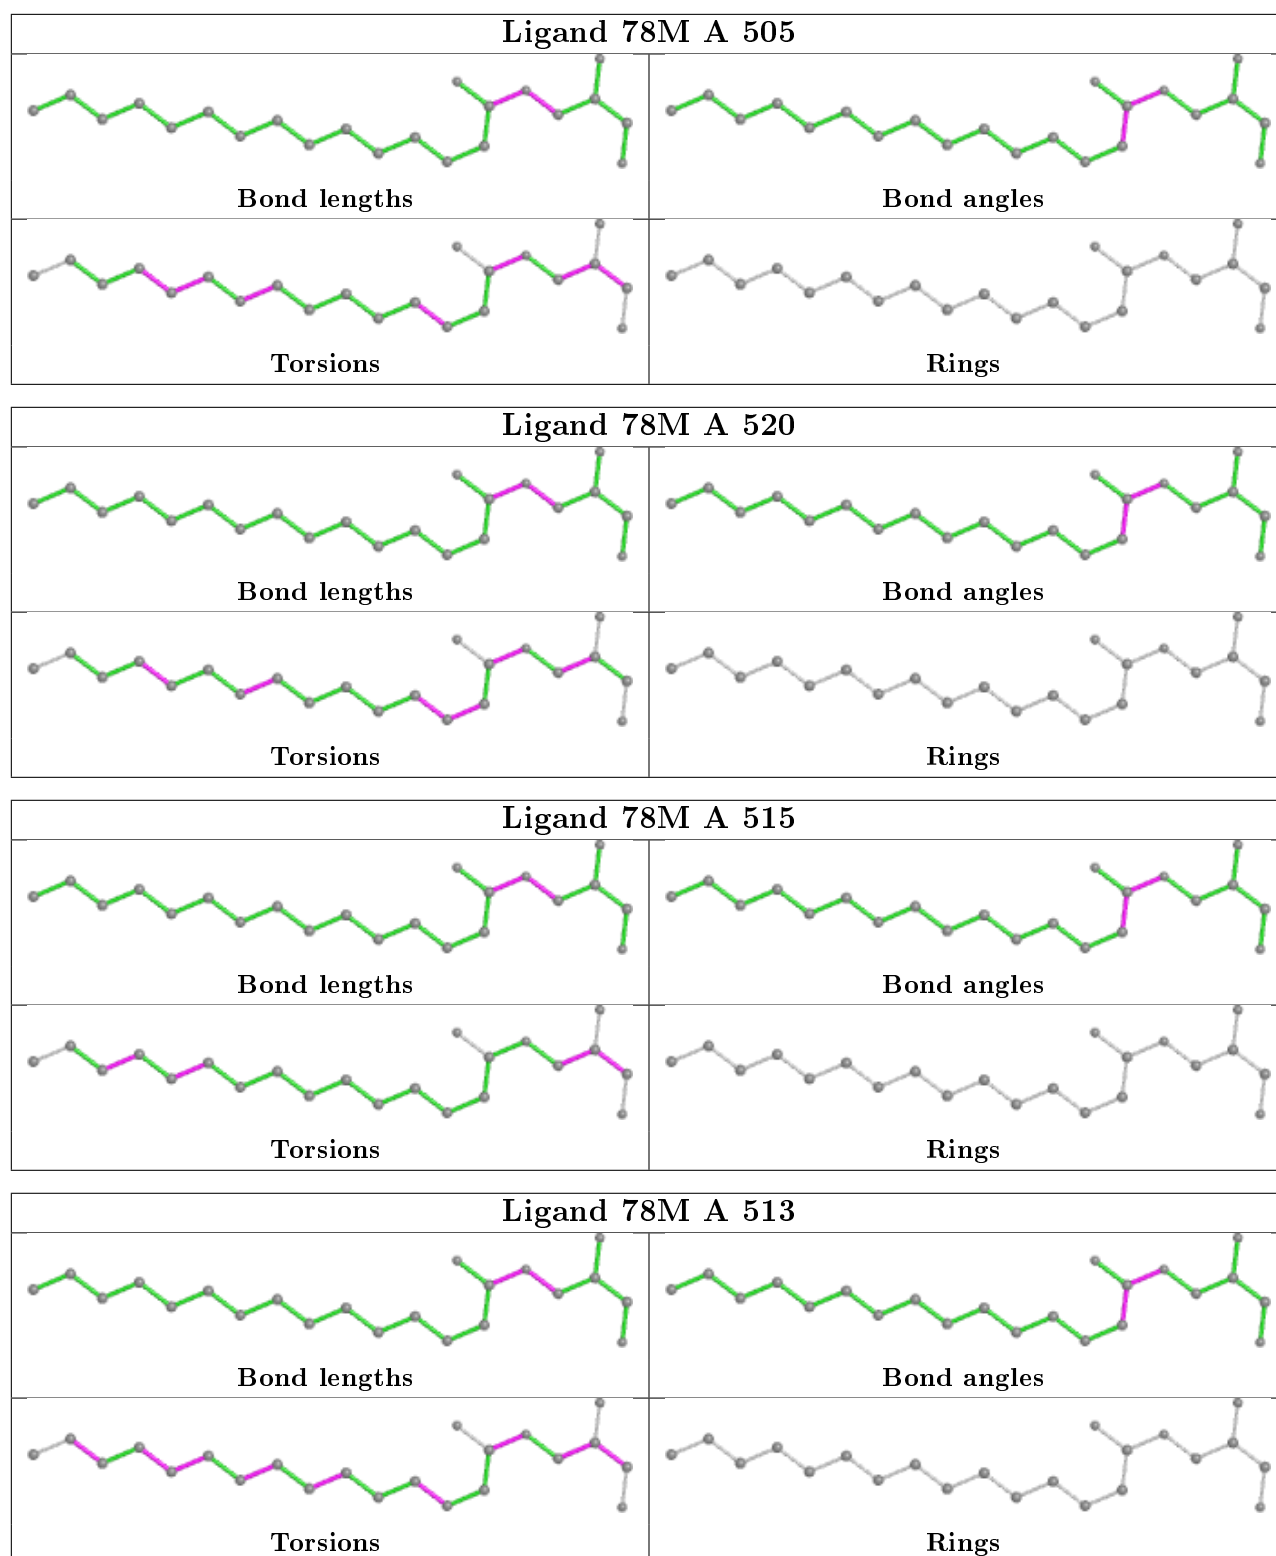 Ligand 78M A 505
Bond lengths
Bond angles
Torsions
Rings
Ligand 78M A 520
Bond lengths
Bond angles
Torsions
Rings
Ligand 78M A 515
Bond lengths
Bond angles
Torsions
Rings
Ligand 78M A 513
Bond lengths
Bond angles
Torsions
Rings